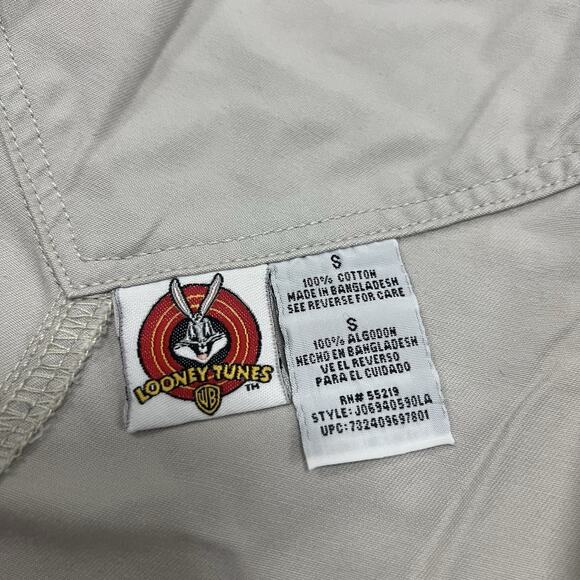 LOONEY TUNES
TM
WB
S
100% COTTON
MADE IN BANGLADESH
SEE REVERSE FOR CARE
S
100% ALGODON
HECHO EN BANGLADESH
VE EL REVERSO
PARA EL CUIDADO
RN# 55219
STYLE: J06940590LA
UPC: 732409697801